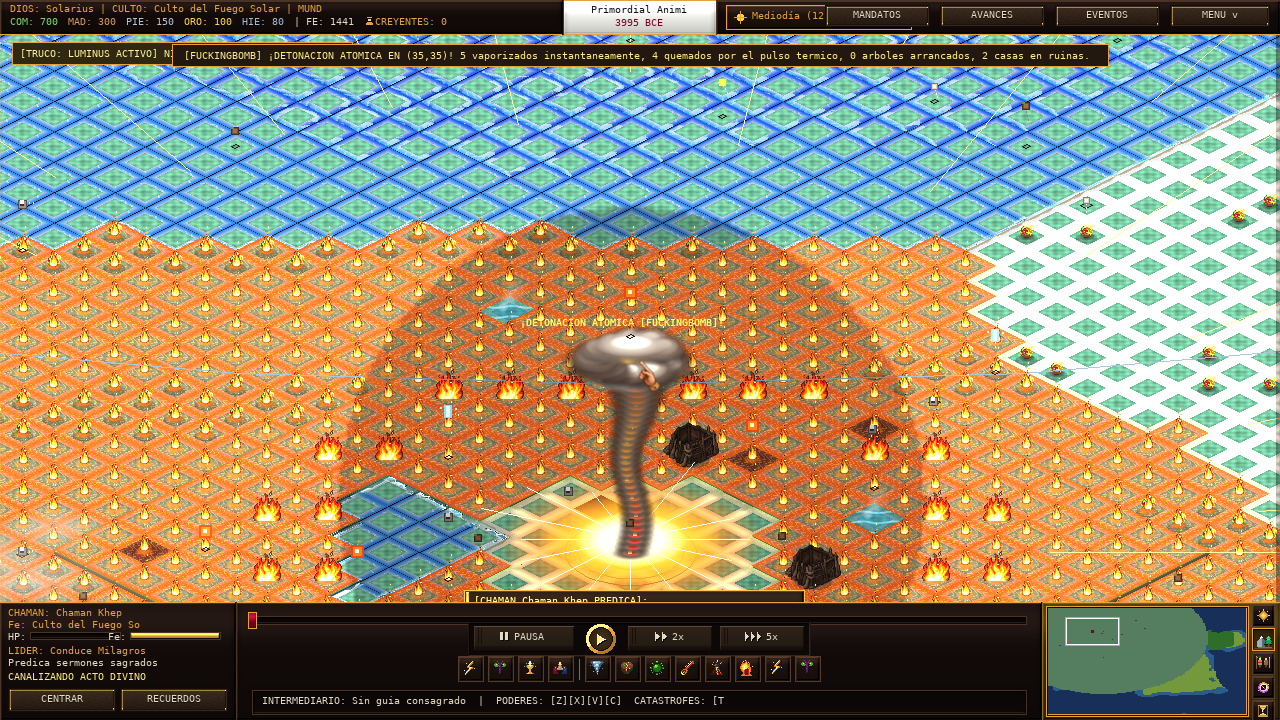 DIOS: Solarius | CULTO: Culto del Fuego Solar | MUND
COM: 700 MAD: 300 PIE: 150 ORO: 100 HIE: 80 | FE: 1441 CREYENTES: 0
Primordial Animi
3995 BCE
Mediodia (12
MANDATOS
AVANCES
EVENTOS
MENU v
[TRUCO: LUMINUS ACTIVO] N
[FUCKINGBOMB] ¡DETONACION ATOMICA EN (35,35)! 5 vaporizados instantaneamente, 4 quemados por el pulso termico, 0 arboles arrancados, 2 casas en ruinas.
¡DETONACION ATOMICA [FUCKINGBOMB]!
[CHAMAN Chaman Khep PREDICA]:
CHAMAN: Chaman Khep
Fe: Culto del Fuego So
HP: Fe:
LIDER: Conduce Milagros
Predica sermones sagrados
CANALIZANDO ACTO DIVINO
CENTRAR
RECUERDOS
PAUSA
2x
5x
INTERMEDIARIO: Sin guia consagrado | PODERES: [Z][X][V][C] CATASTROFES: [T